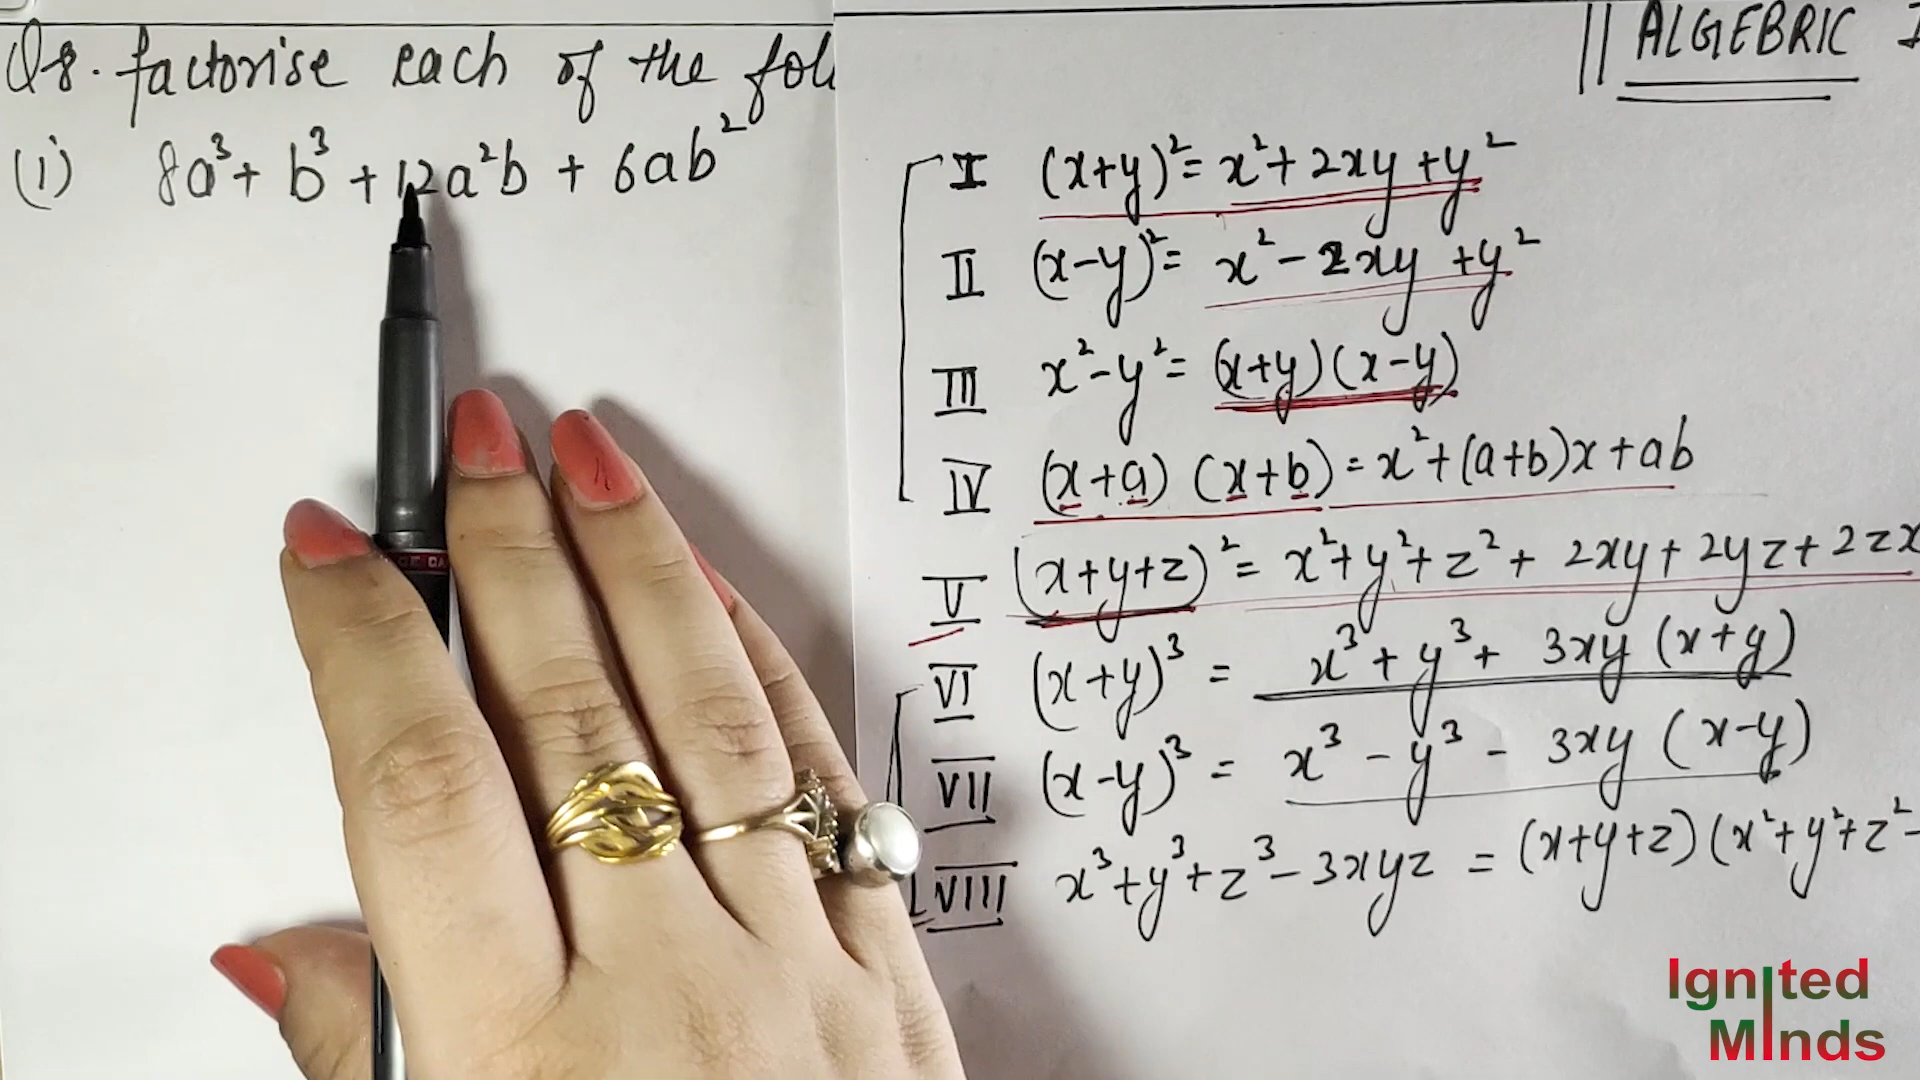 Q8. factorise each of the
(i) 8a³ + b³ + 12a²b + 6ab²
|| ALGEBRIC
I (x+y)² = x² + 2xy + y²
II (x-y)² = x² - 2xy + y²
III x² - y² = (x+y)(x-y)
IV (x+a) (x+b) = x² + (a+b)x + ab
V (x+y+z)² = x² + y² + z² + 2xy + 2yz + 2zx
VI (x+y)³ = x³ + y³ + 3xy (x+y)
VII (x-y)³ = x³ - y³ - 3xy (x-y)
VIII x³ + y³ + z³ - 3xyz = (x+y+z) (x² + y² + z² -
Ignited
Minds